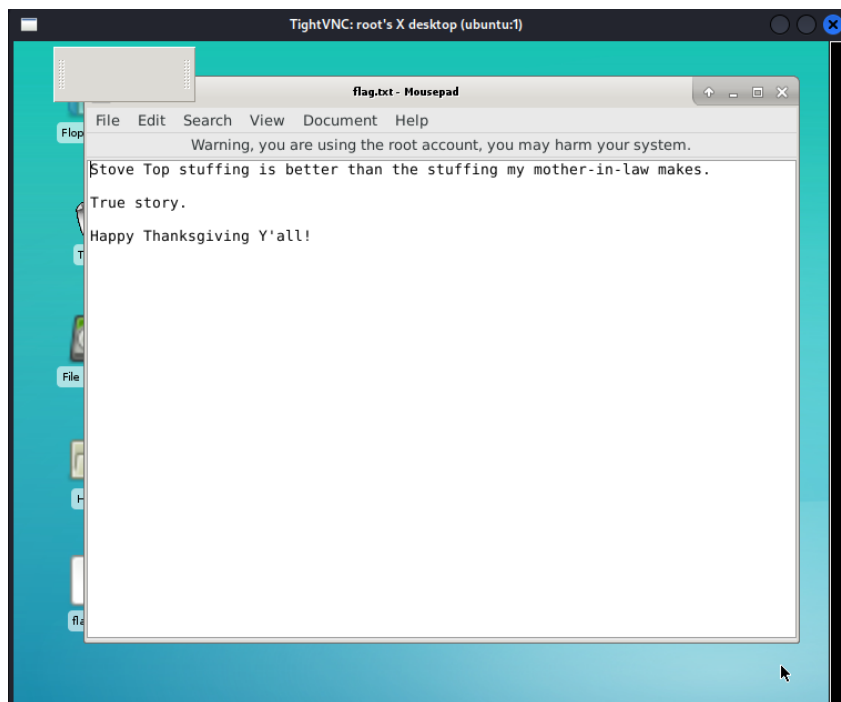 TightVNC: root's X desktop (ubuntu:1)
flag.txt - Mousepad
File Edit Search View Document Help
Warning, you are using the root account, you may harm your system.
Stove Top stuffing is better than the stuffing my mother-in-law makes.
True story.
Happy Thanksgiving Y'all!
Flop
T
File
H
fla